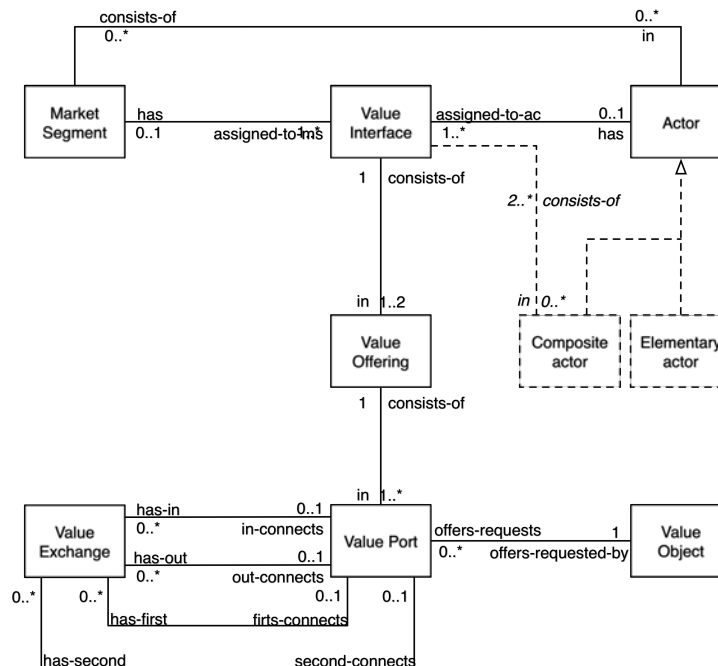 consists-of
0..*
0..*
in
Market
Segment
has
0..1
assigned-to-ms
1..*
Value
Interface
assigned-to-ac
1..*
0..1
has
Actor
1
consists-of
2..*
consists-of
in
1..2
in
0..*
Value
Offering
Composite
actor
Elementary
actor
1
consists-of
in
1..*
Value
Exchange
has-in
0..*
0..1
in-connects
has-out
0..*
0..1
out-connects
Value Port
offers-requests
0..*
1
offers-requested-by
Value
Object
0..*
0..*
0..1
0..1
has-first
firts-connects
has-second
second-connects